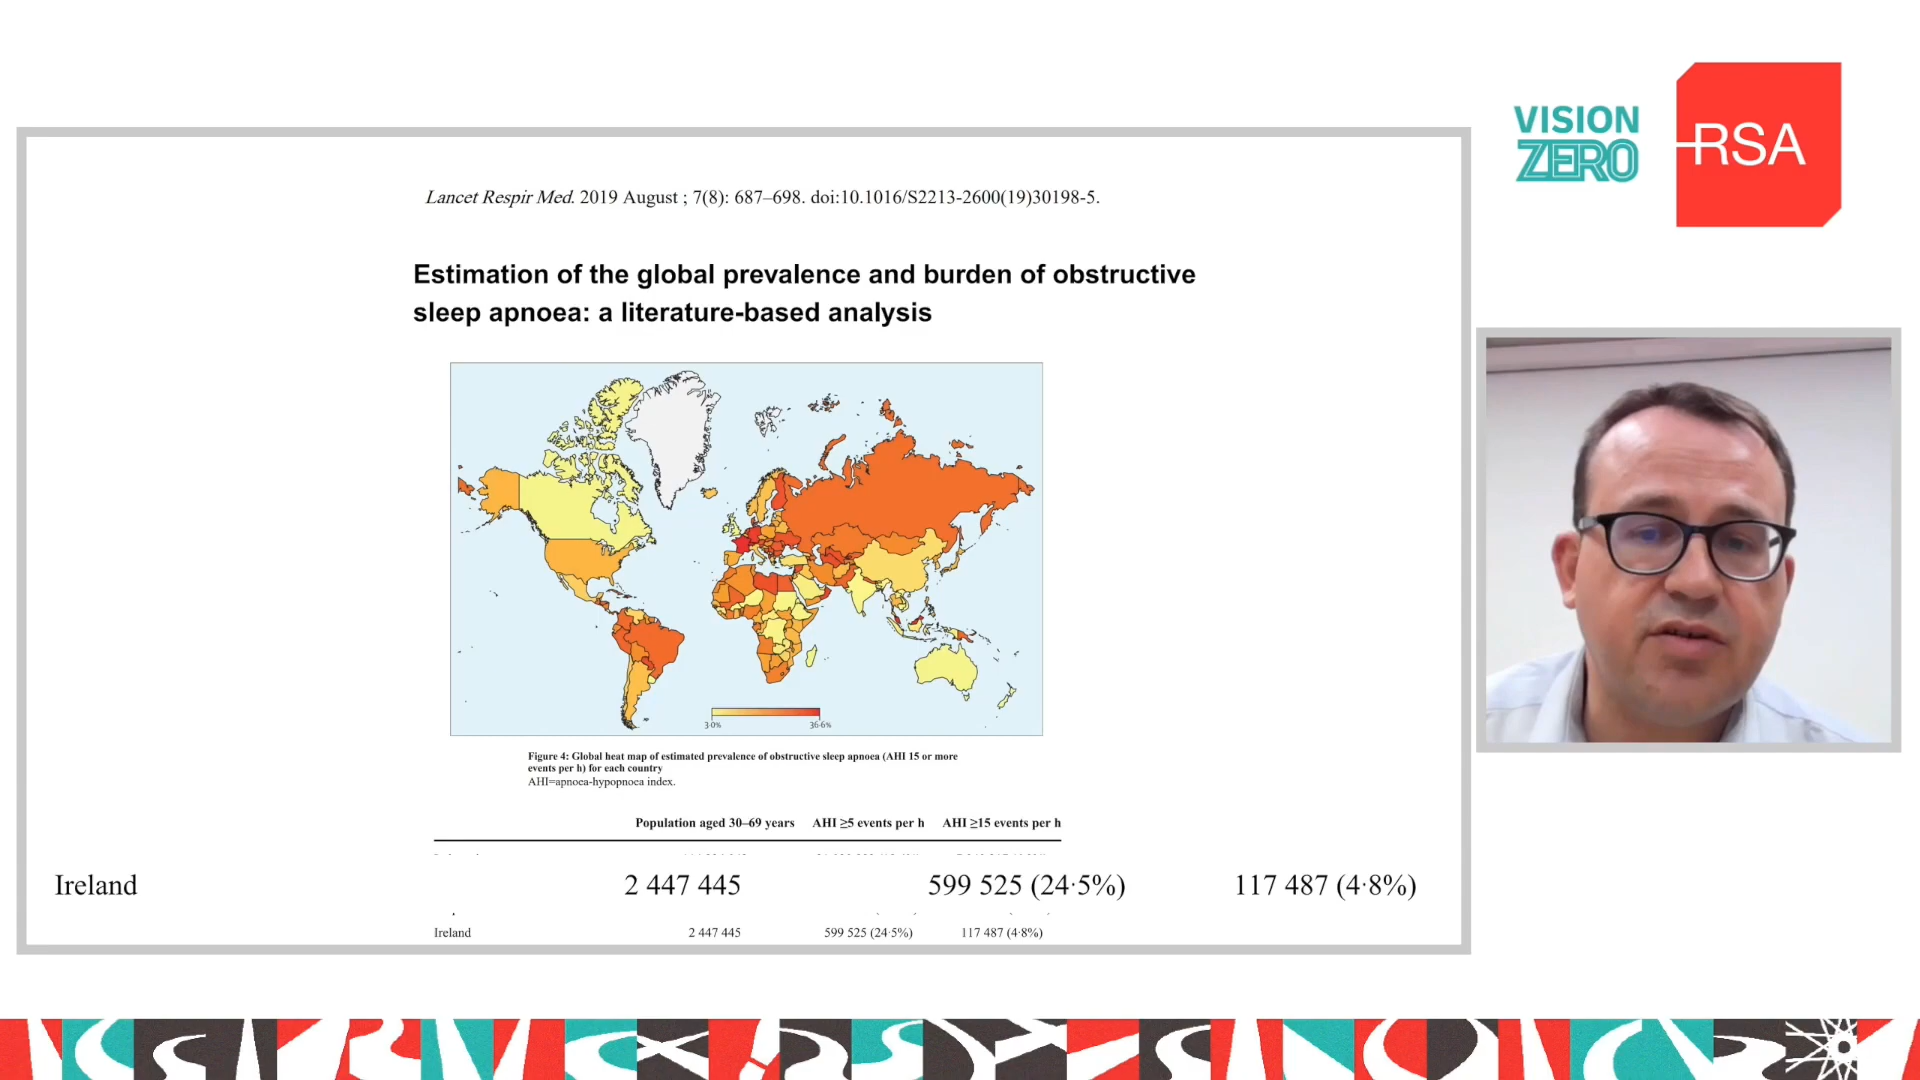 VISION
ZERO
RSA
Lancet Respir Med. 2019 August ; 7(8): 687–698. doi:10.1016/S2213-2600(19)30198-5.
Estimation of the global prevalence and burden of obstructive
sleep apnoea: a literature-based analysis
3·0%
36·6%
Figure 4: Global heat map of estimated prevalence of obstructive sleep apnoea (AHI 15 or more
events per h) for each country
AHI=apnoea-hypopnoea index.
Population aged 30–69 years AHI ≥5 events per h AHI ≥15 events per h
Ireland 2 447 445 599 525 (24·5%) 117 487 (4·8%)
Ireland 2 447 445 599 525 (24·5%) 117 487 (4·8%)